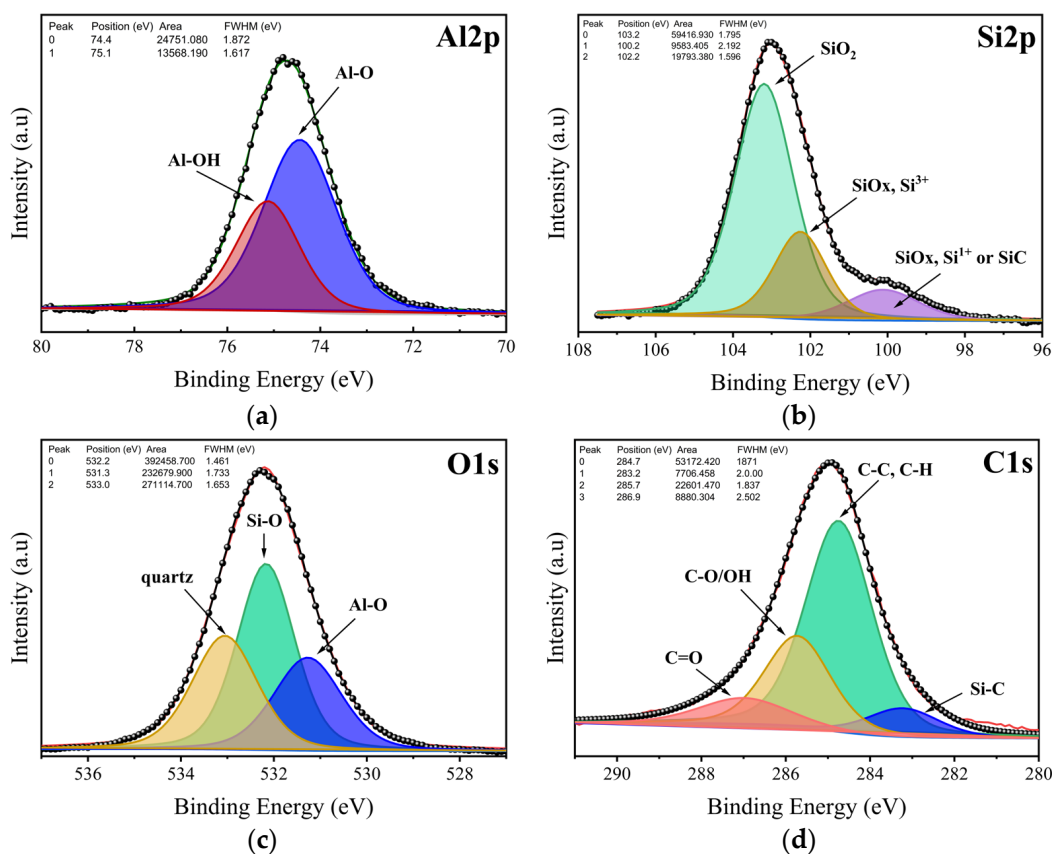 Peak Position (eV) Area FWHM (eV)
0 74.4 24751.080 1.872
1 75.1 13568.190 1.617
Al2p
Al-O
Al-OH
Intensity (a.u)
80 78 76 74 72 70
Binding Energy (eV)
(a)
Peak Position (eV) Area FWHM (eV)
0 103.2 59416.930 1.795
1 100.2 9583.405 2.192
2 102.2 19793.380 1.596
Si2p
SiO₂
SiOx, Si³⁺
SiOx, Si¹⁺ or SiC
Intensity (a.u)
108 106 104 102 100 98 96
Binding Energy (eV)
(b)
Peak Position (eV) Area FWHM (eV)
0 532.2 392458.700 1.461
1 531.3 232679.900 1.733
2 533.0 271114.700 1.653
O1s
Si-O
quartz
Al-O
Intensity (a.u)
536 534 532 530 528
Binding Energy (eV)
(c)
Peak Position (eV) Area FWHM (eV)
0 284.7 53172.420 1871
1 283.2 7706.458 2.0.00
2 285.7 22601.470 1.837
3 286.9 8880.304 2.502
C1s
C-C, C-H
C-O/OH
C=O
Si-C
Intensity (a.u)
290 288 286 284 282 280
Binding Energy (eV)
(d)